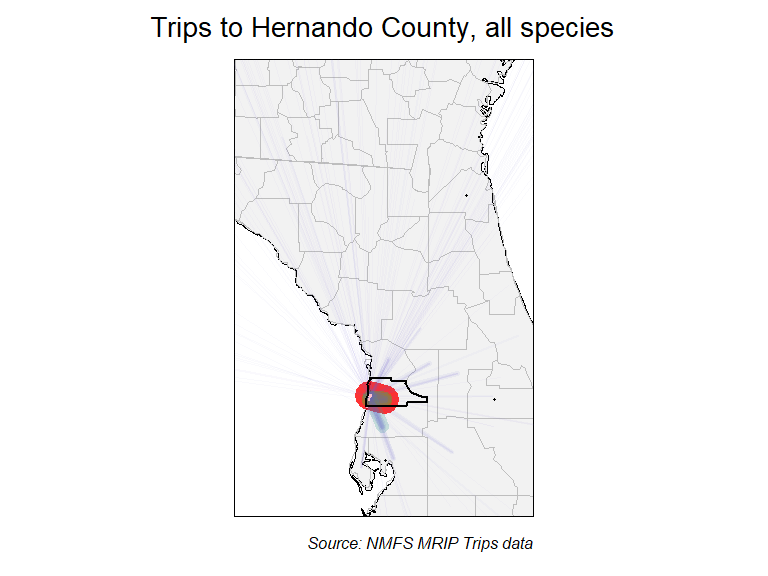 Trips to Hernando County, all species
Source: NMFS MRIP Trips data